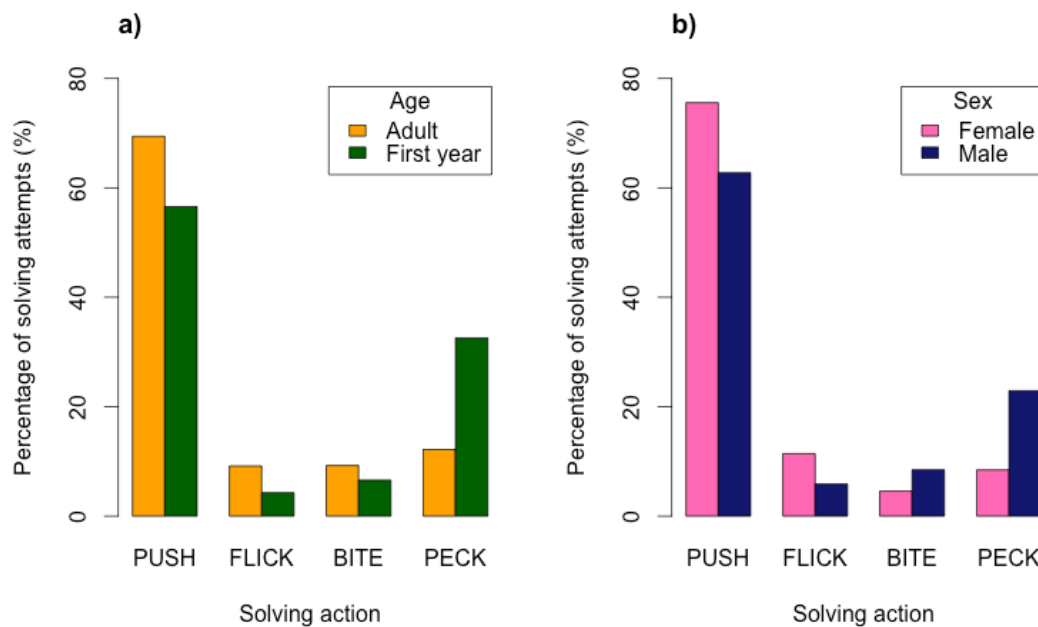 a)
Percentage of solving attempts (%)
80
60
40
20
0
Age
Adult
First year
PUSH FLICK BITE PECK
Solving action
b)
Percentage of solving attempts (%)
80
60
40
20
0
Sex
Female
Male
PUSH FLICK BITE PECK
Solving action